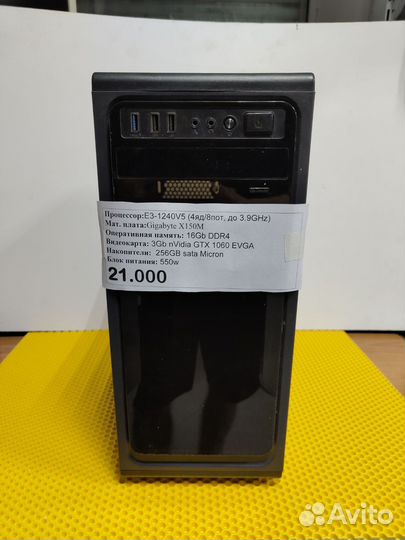 Процессор:E3-1240V5 (4яд/8пот, до 3,9GHz)
Мат. плата:Gigabyte X150M
Оперативная память: 16Gb DDR4
Видеокарта: 3Gb nVidia GTX 1060 EVGA
Накопители: 256GB sata Micron
Блок питания: 550w
21.000
Avito